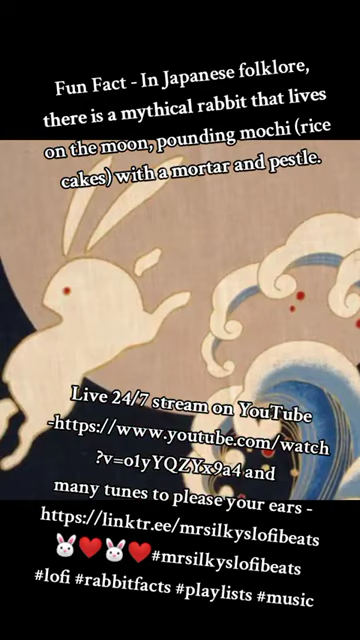 Fun Fact - In Japanese folklore,
there is a mythical rabbit that lives
on the moon, pounding mochi (rice
cakes) with a mortar and pestle.
Live 24/7 stream on YouTube
-https://www.youtube.com/watch
?v=o1yYQZYx9a4 and
many tunes to please your ears -
https://linktr.ee/mrsilkyslofibeats
🐰❤️🐰❤️#mrsilkyslofibeats
#lofi #rabbitfacts #playlists #music